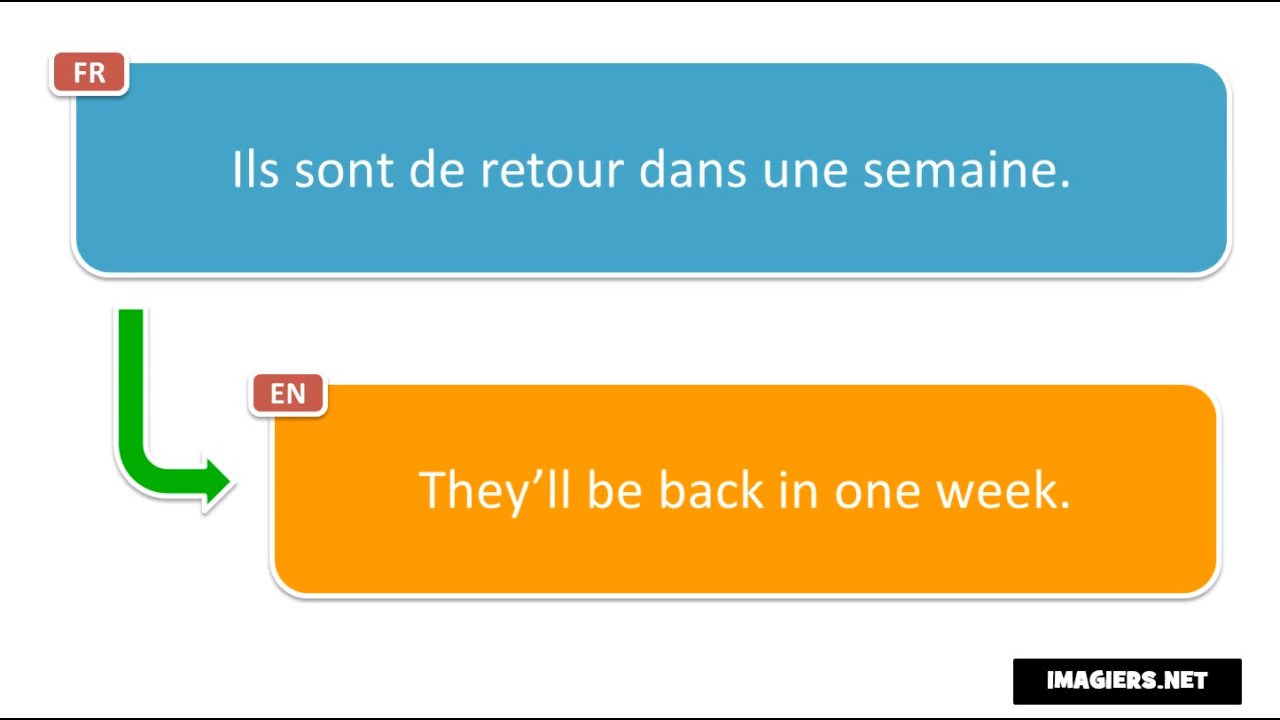 FR
Ils sont de retour dans une semaine.
EN
They’ll be back in one week.
IMAGIERS.NET